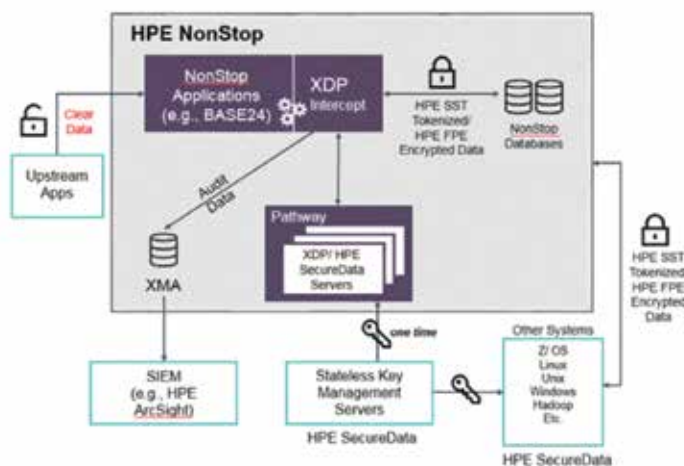 HPE NonStop
NonStop
Applications
(e.g., BASE24)
XDP
Intercept
HPE SST
Tokenized/
HPE FPE
Encrypted Data
NonStop
Databases
Clear
Data
Upstream
Apps
Audit
Data
XMA
Pathway
XDP/ HPE
SecureData
Servers
HPE SST
Tokenized
HPE FPE
Encrypted
Data
one time
SIEM
(e.g., HPE
ArcSight)
Stateless Key
Management
Servers
HPE SecureData
Other Systems
Z/ OS
Linux
Unix
Windows
Hadoop
Etc.
HPE SecureData